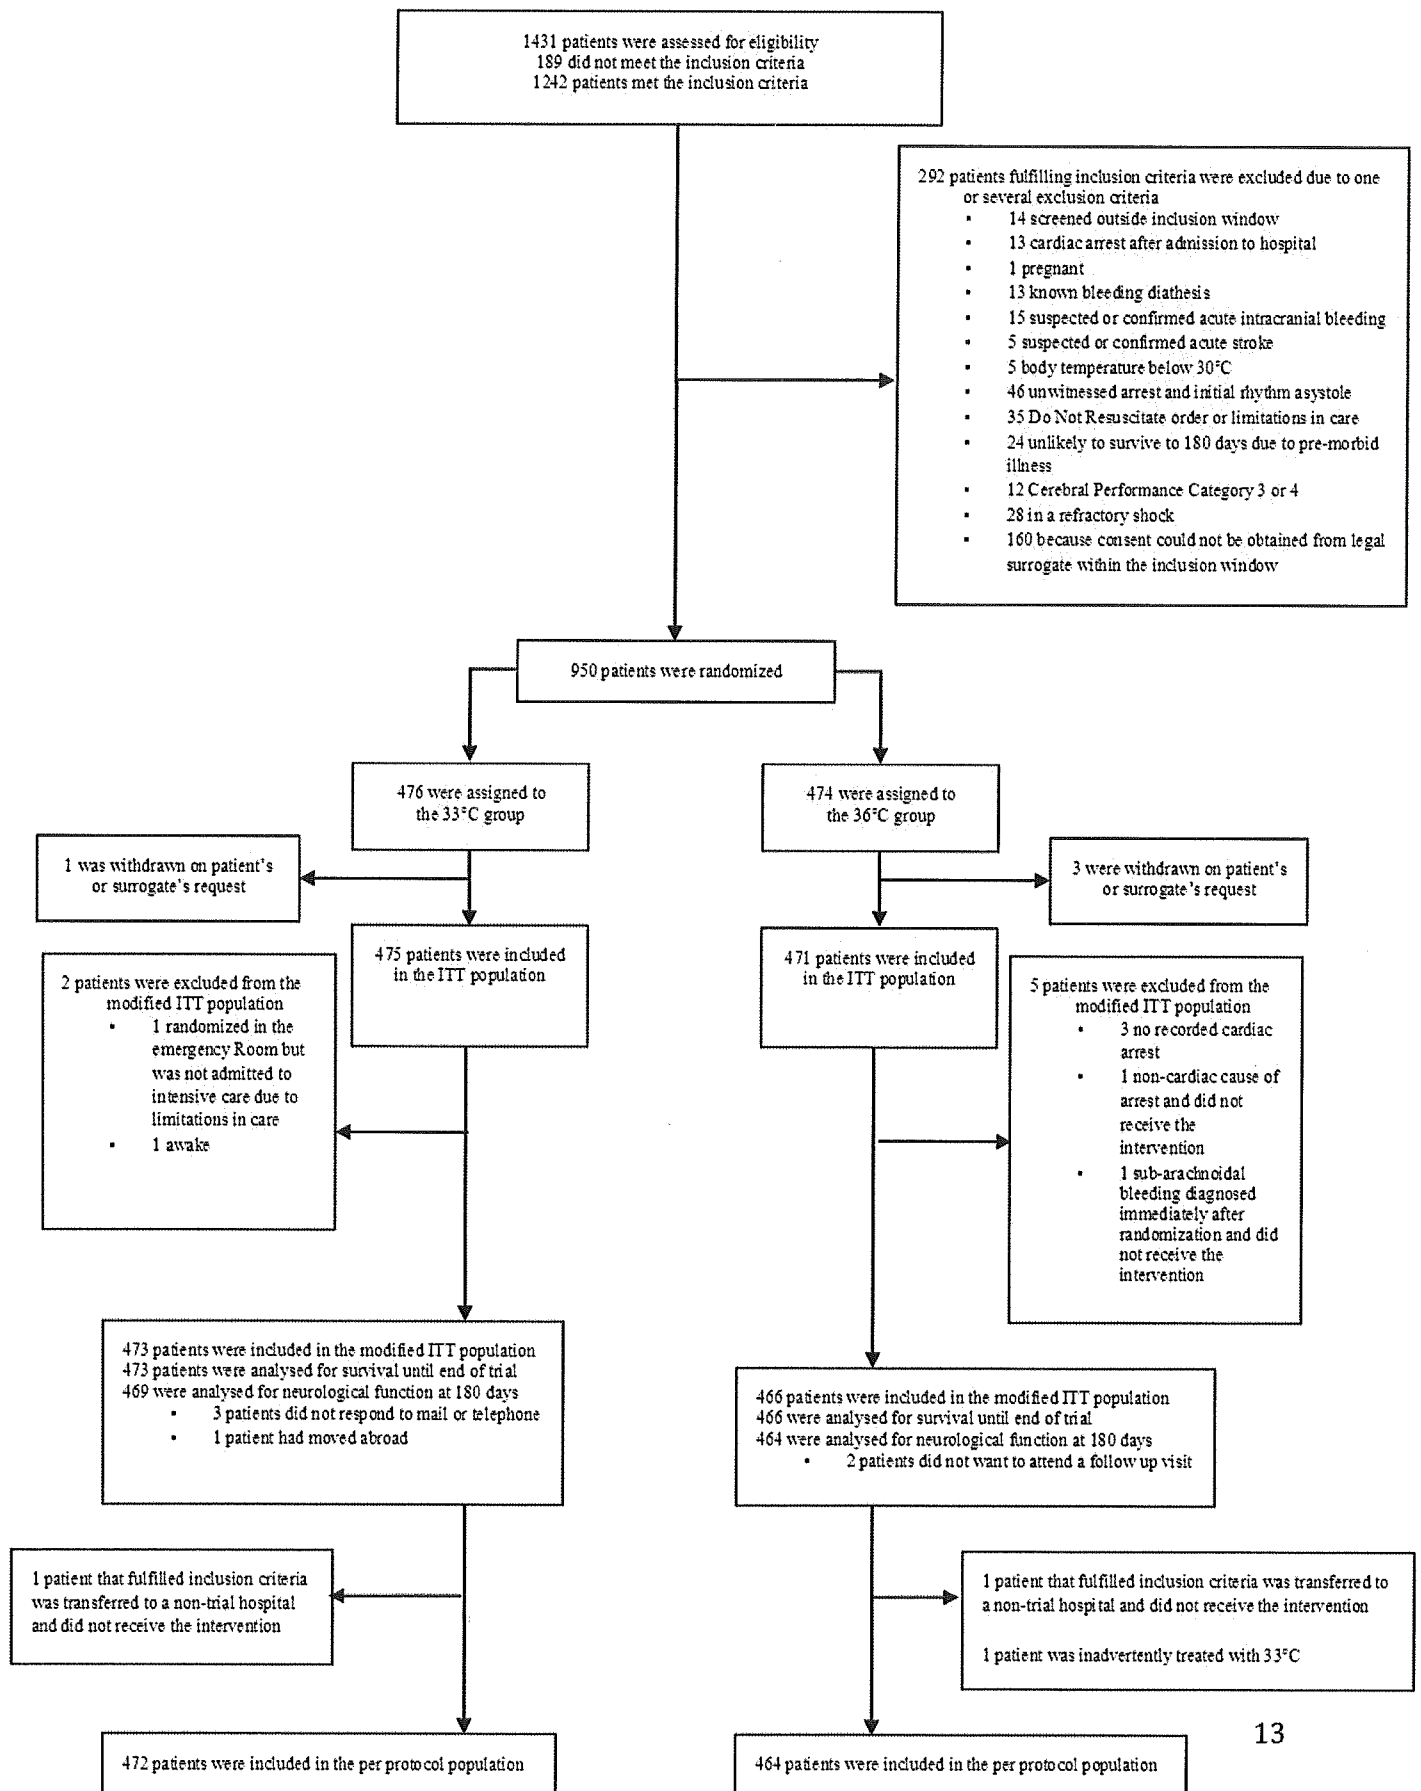 1431 patients were assessed for eligibility
189 did not meet the inclusion criteria
1242 patients met the inclusion criteria
292 patients fulfilling inclusion criteria were excluded due to one
or several exclusion criteria
▪ 14 screened outside inclusion window
▪ 13 cardiac arrest after admission to hospital
▪ 1 pregnant
▪ 13 known bleeding diathesis
▪ 15 suspected or confirmed acute intracranial bleeding
▪ 5 suspected or confirmed acute stroke
▪ 5 body temperature below 30°C
▪ 46 unwitnessed arrest and initial rhythm asystole
▪ 35 Do Not Resuscitate order or limitations in care
▪ 24 unlikely to survive to 180 days due to pre-morbid
illness
▪ 12 Cerebral Performance Category 3 or 4
▪ 28 in a refractory shock
▪ 160 because consent could not be obtained from legal
surrogate within the inclusion window
950 patients were randomized
476 were assigned to
the 33°C group
474 were assigned to
the 36°C group
1 was withdrawn on patient's
or surrogate's request
3 were withdrawn on patient's
or surrogate's request
475 patients were included
in the ITT population
471 patients were included
in the ITT population
2 patients were excluded from the
modified ITT population
▪ 1 randomized in the
emergency Room but
was not admitted to
intensive care due to
limitations in care
▪ 1 awake
5 patients were excluded from the
modified ITT population
▪ 3 no recorded cardiac
arrest
▪ 1 non-cardiac cause of
arrest and did not
receive the
intervention
▪ 1 sub-arachnoidal
bleeding diagnosed
immediately after
randomization and did
not receive the
intervention
473 patients were included in the modified ITT population
473 patients were analysed for survival until end of trial
469 were analysed for neurological function at 180 days
▪ 3 patients did not respond to mail or telephone
▪ 1 patient had moved abroad
466 patients were included in the modified ITT population
466 were analysed for survival until end of trial
464 were analysed for neurological function at 180 days
▪ 2 patients did not want to attend a follow up visit
1 patient that fulfilled inclusion criteria
was transferred to a non-trial hospital
and did not receive the intervention
1 patient that fulfilled inclusion criteria was transferred to
a non-trial hospital and did not receive the intervention
1 patient was inadvertently treated with 33°C
472 patients were included in the per protocol population
464 patients were included in the per protocol population
13